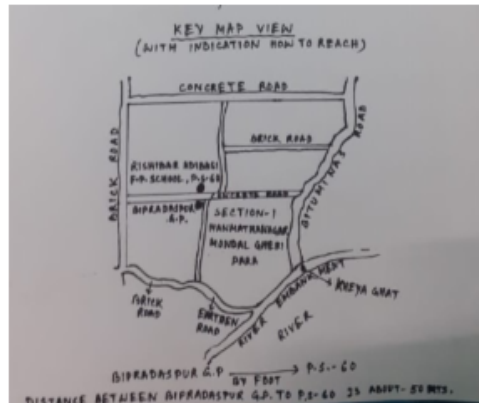 KEY MAP VIEW
(WITH INDICATION HOW TO REACH)
CONCRETE ROAD
BRICK ROAD
BRICK ROAD
BITUMINAS ROAD
RISHIBAR ADIBASI
F.P. SCHOOL, P.S-60
CONCRETE ROAD
BIPRADASPUR
G.P.
SECTION-1
MANMATHANAGAR
MONDAL GHERI
PARA
BRICK
ROAD
EARTHEN
ROAD
RIVER EMBANKMENT
KHEYA GHAT
RIVER
BIPRADASPUR G.P → P.S.-60
BY FOOT
DISTANCE BETWEEN BIPRADASPUR G.P. TO P.S-60 IS ABOUT-50 MTS.